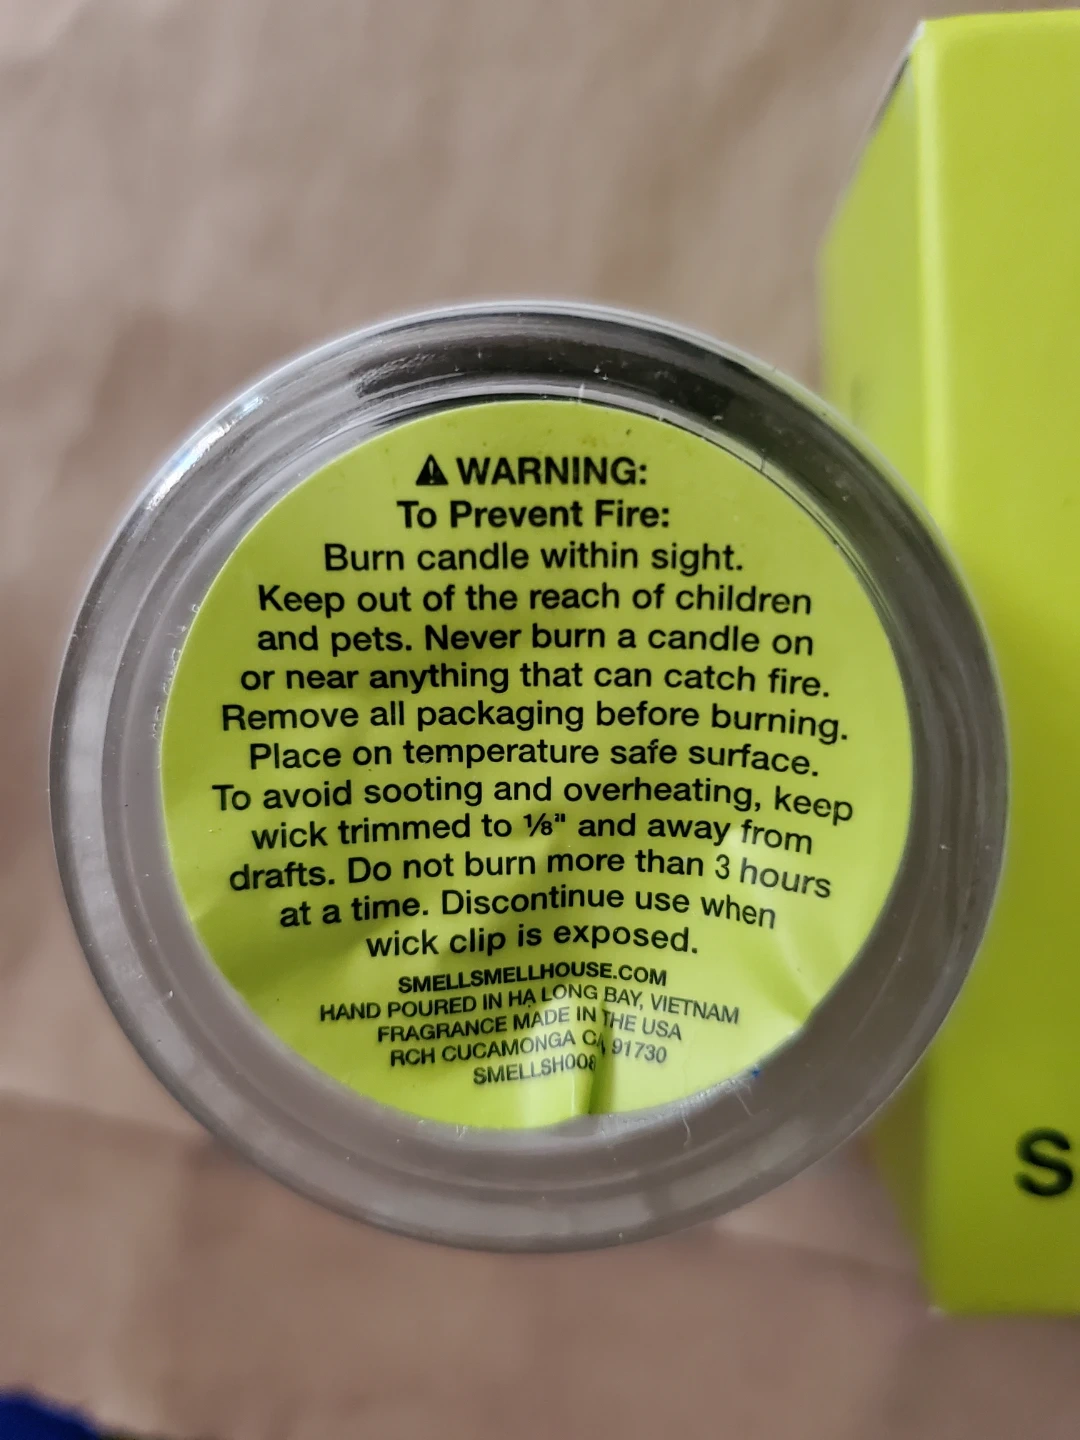 ⚠ WARNING:
To Prevent Fire:
Burn candle within sight.
Keep out of the reach of children
and pets. Never burn a candle on
or near anything that can catch fire.
Remove all packaging before burning.
Place on temperature safe surface.
To avoid sooting and overheating, keep
wick trimmed to ⅛" and away from
drafts. Do not burn more than 3 hours
at a time. Discontinue use when
wick clip is exposed.
SMELLSMELLHOUSE.COM
HAND POURED IN HẠ LONG BAY, VIETNAM
FRAGRANCE MADE IN THE USA
RCH CUCAMONGA CA 91730
SMELLSH008
S